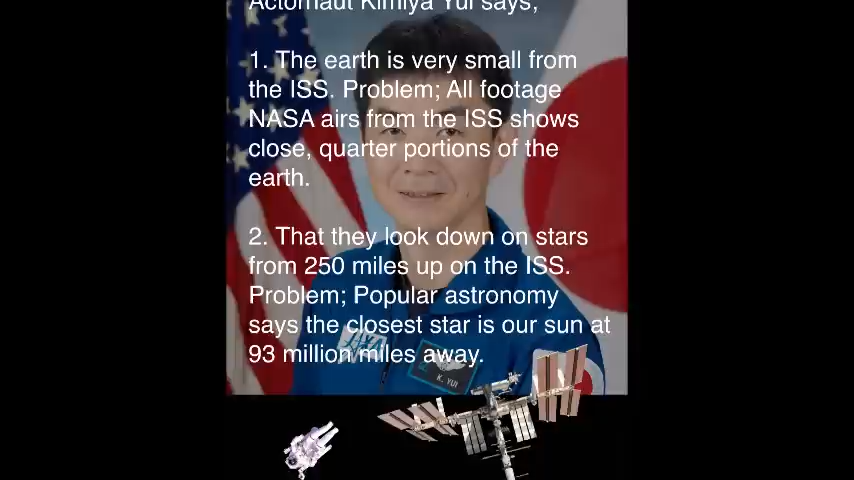 Actornaut Kimiya Yui says,
1. The earth is very small from
the ISS. Problem; All footage
NASA airs from the ISS shows
close, quarter portions of the
earth.
2. That they look down on stars
from 250 miles up on the ISS.
Problem; Popular astronomy
says the closest star is our sun at
93 million miles away.
K. YUI